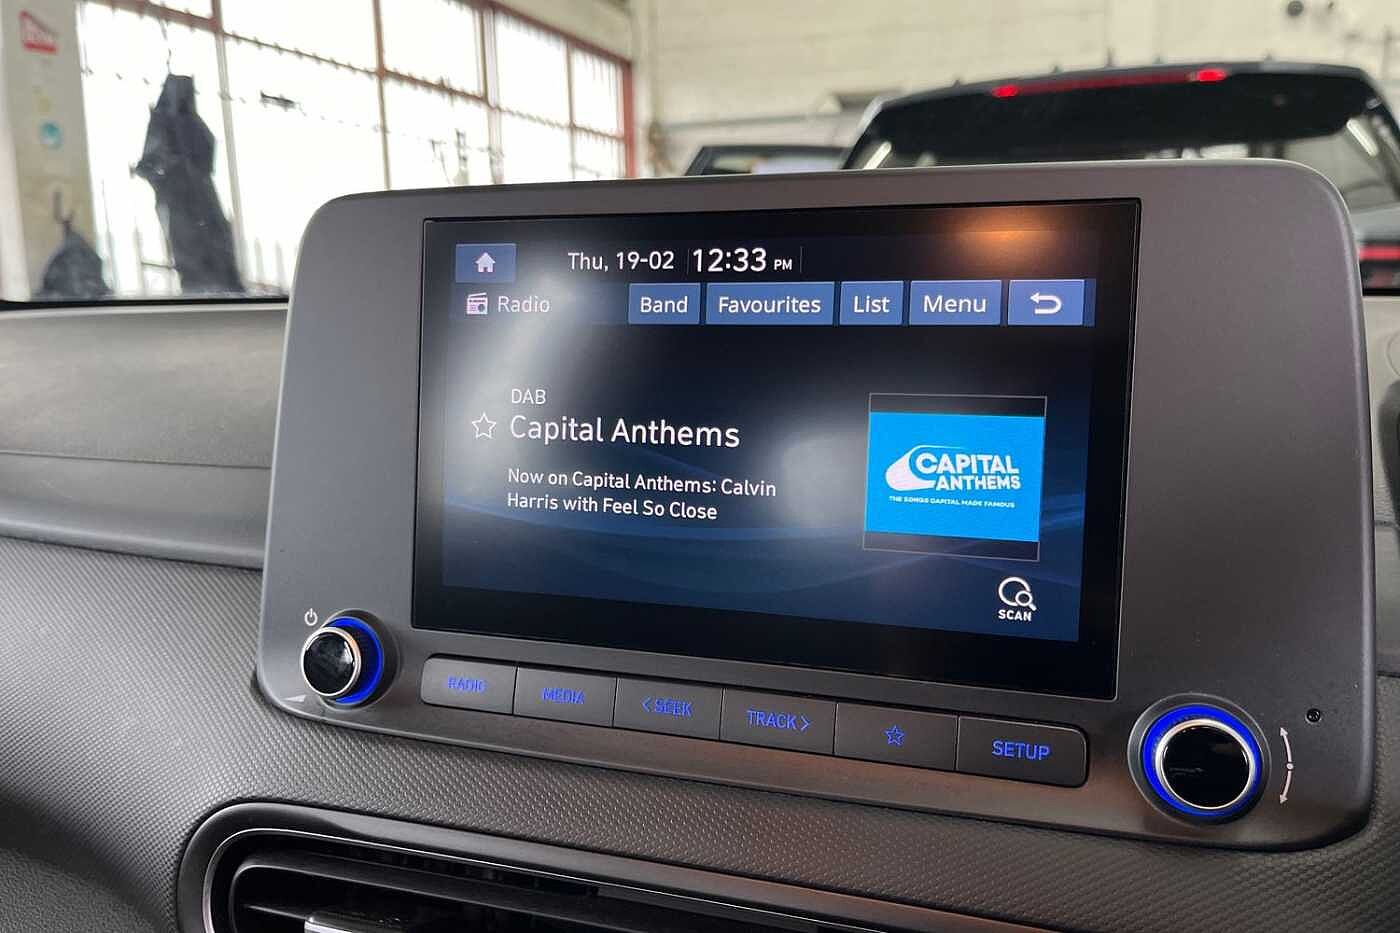 Thu, 19-02 12:33 PM
Radio Band Favourites List Menu
DAB
Capital Anthems
Now on Capital Anthems: Calvin
Harris with Feel So Close
CAPITAL
ANTHEMS
THE SONGS CAPITAL MADE FAMOUS
SCAN
RADIO MEDIA <SEEK TRACK> SETUP